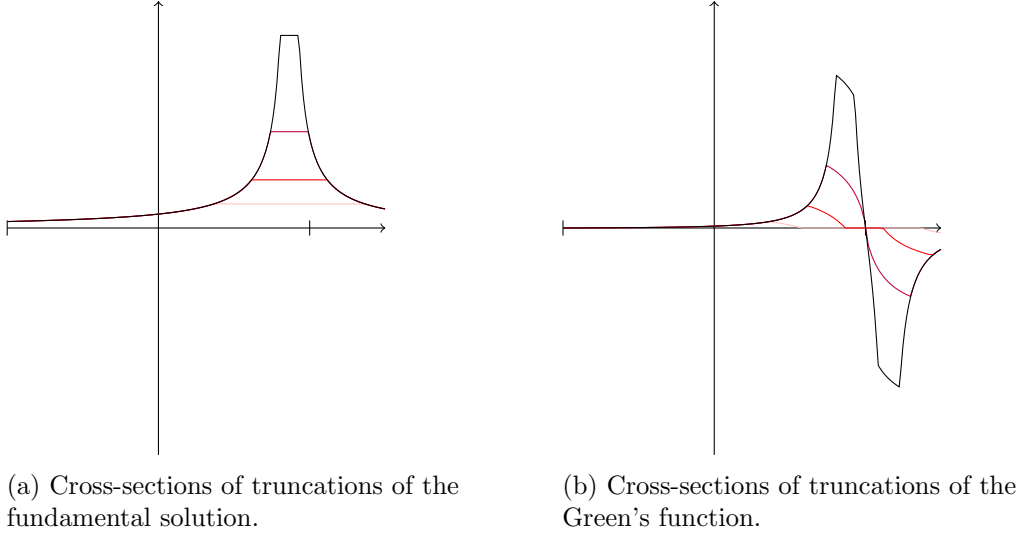 (a) Cross-sections of truncations of the
fundamental solution.
(b) Cross-sections of truncations of the
Green's function.